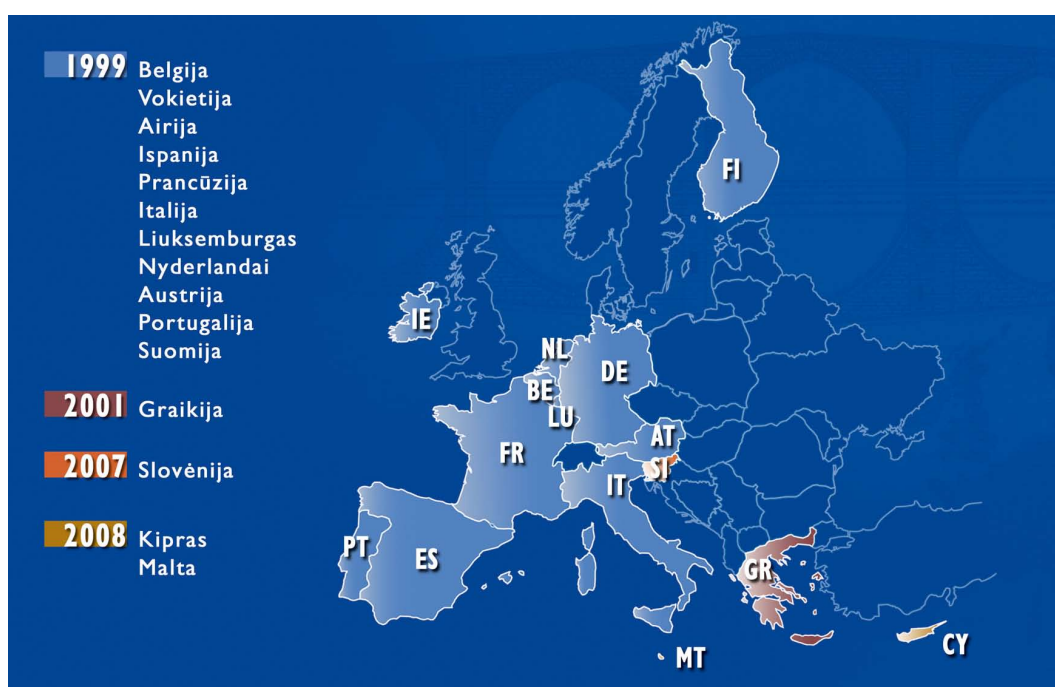 1999 Belgija
Vokietija
Airija
Ispanija
Prancūzija
Italija
Liuksemburgas
Nyderlandai
Austrija
Portugalija
Suomija
2001 Graikija
2007 Slovėnija
2008 Kipras
Malta
FI
IE
NL
DE
BE
LU
AT
FR
SI
IT
PT
ES
GR
CY
MT